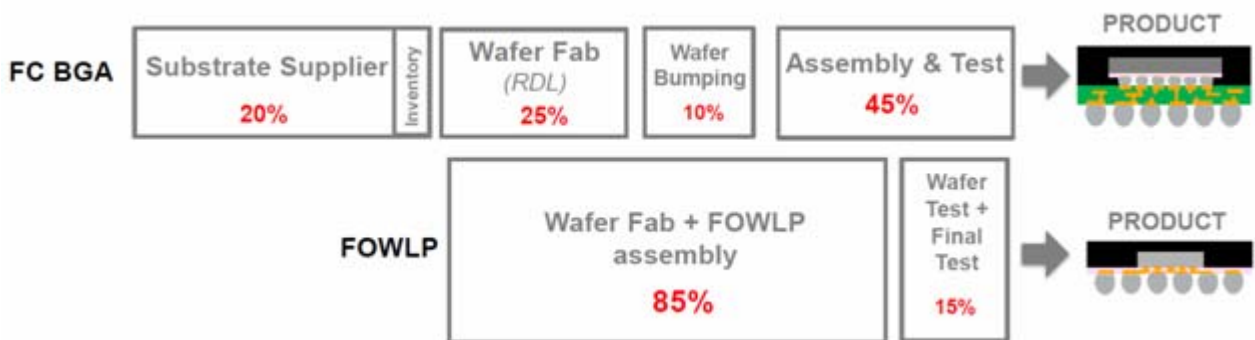 PRODUCT
FC BGA
Substrate Supplier
20%
Inventory
Wafer Fab
(RDL)
25%
Wafer
Bumping
10%
Assembly & Test
45%
FOWLP
Wafer Fab + FOWLP
assembly
85%
Wafer
Test +
Final
Test
15%
PRODUCT